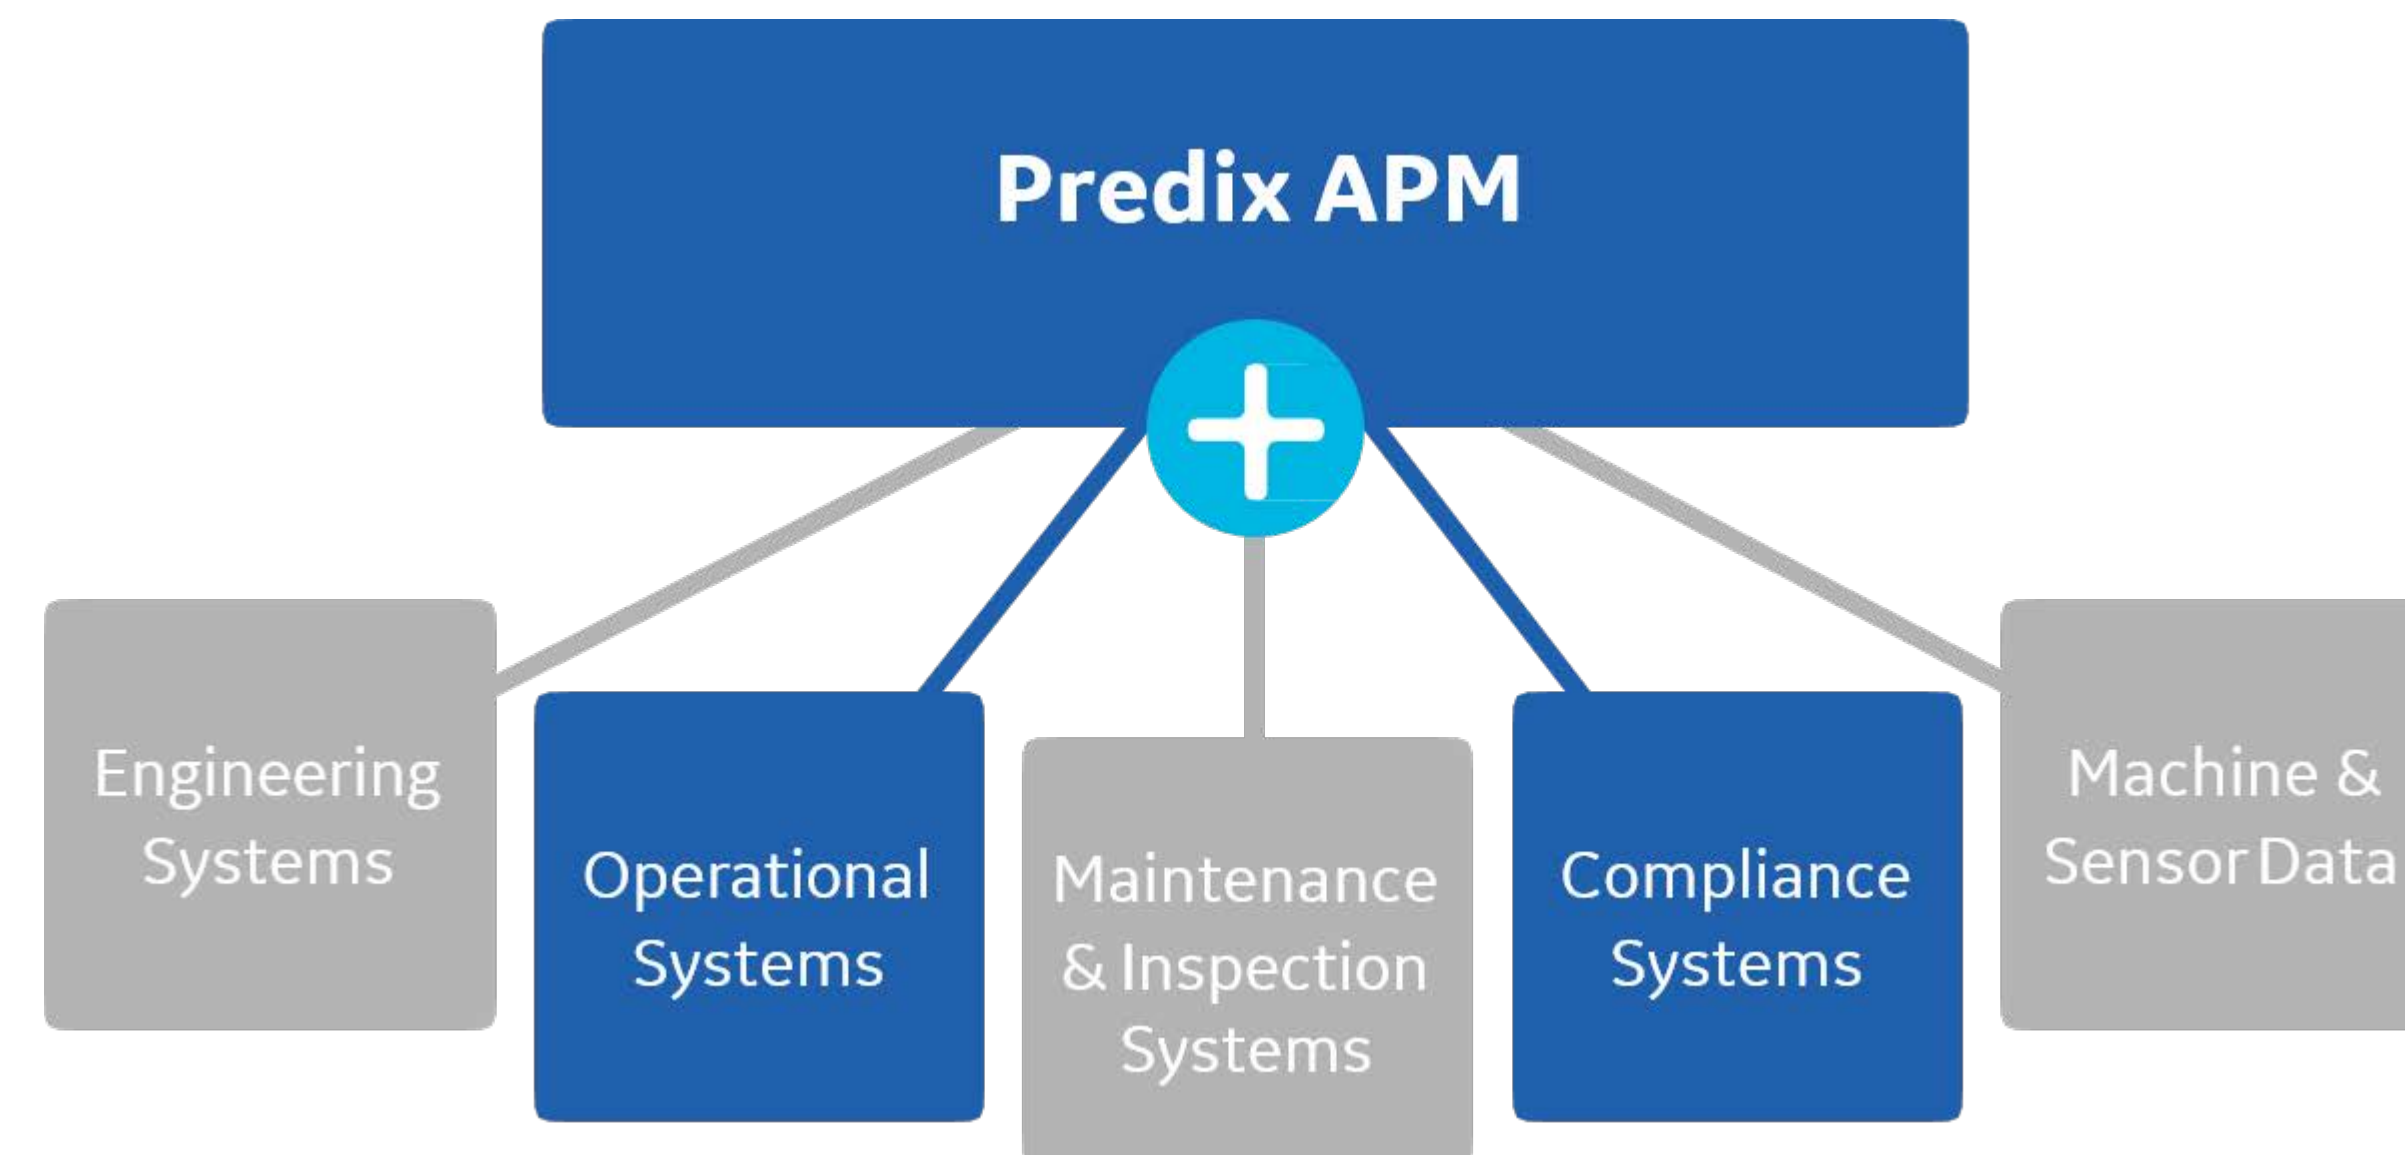 Predix APM
Engineering
Systems
Operational
Systems
Maintenance
& Inspection
Systems
Compliance
Systems
Machine &
Sensor Data